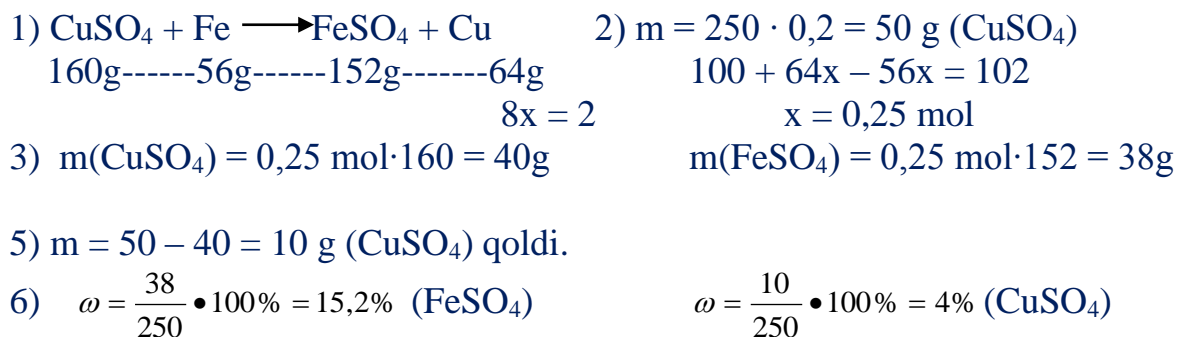 1) CuSO₄ + Fe ⟶ FeSO₄ + Cu 2) m = 250 · 0,2 = 50 g (CuSO₄)
160g------56g------152g-------64g 100 + 64x – 56x = 102
8x = 2 x = 0,25 mol
3) m(CuSO₄) = 0,25 mol·160 = 40g m(FeSO₄) = 0,25 mol·152 = 38g
5) m = 50 – 40 = 10 g (CuSO₄) qoldi.
6) ω = 38/250 • 100% = 15,2% (FeSO₄) ω = 10/250 • 100% = 4% (CuSO₄)